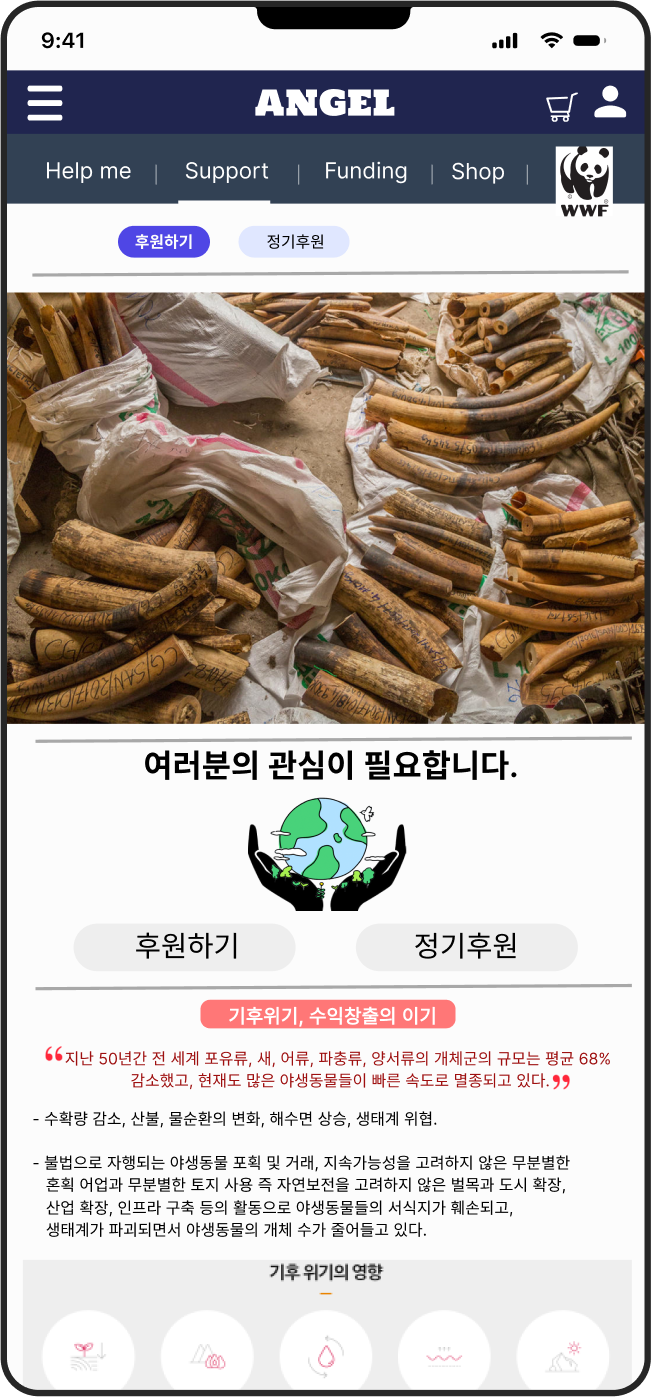 9:41
ANGEL
Help me | Support | Funding | Shop |
WWF
후원하기 정기후원
여러분의 관심이 필요합니다.
후원하기 정기후원
기후위기, 수익창출의 이기
“지난 50년간 전 세계 포유류, 새, 어류, 파충류, 양서류의 개체군의 규모는 평균 68%
감소했고, 현재도 많은 야생동물들이 빠른 속도로 멸종되고 있다.”
- 수확량 감소, 산불, 물순환의 변화, 해수면 상승, 생태계 위협.
- 불법으로 자행되는 야생동물 포획 및 거래, 지속가능성을 고려하지 않은 무분별한
혼획 어업과 무분별한 토지 사용 즉 자연보전을 고려하지 않은 벌목과 도시 확장,
산업 확장, 인프라 구축 등의 활동으로 야생동물들의 서식지가 훼손되고,
생태계가 파괴되면서 야생동물의 개체 수가 줄어들고 있다.
기후 위기의 영향